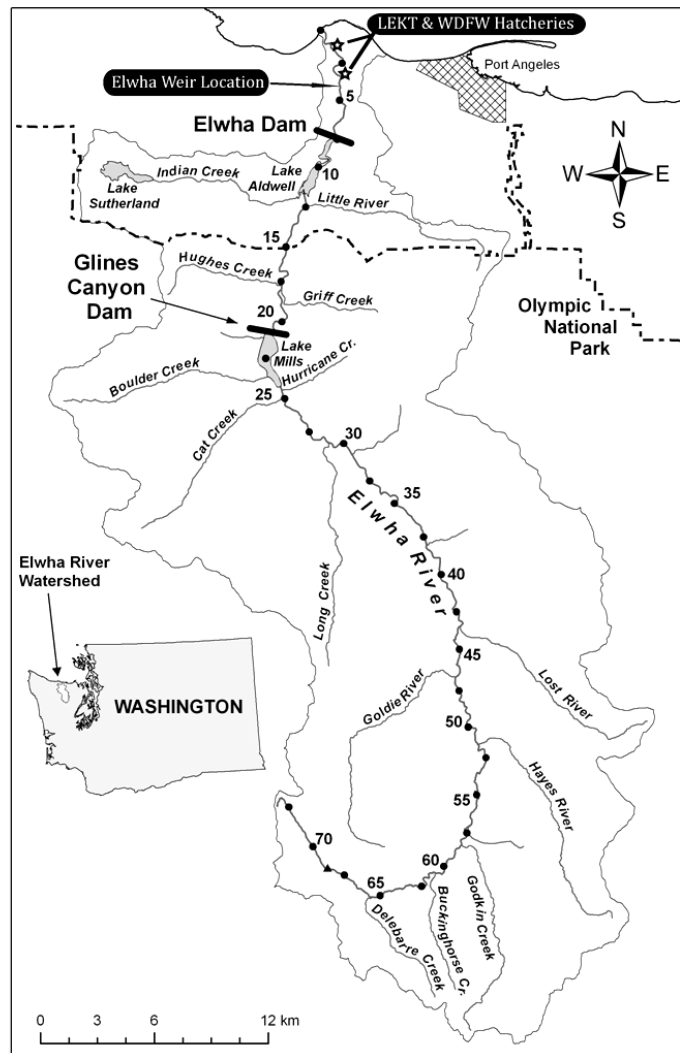 LEKT & WDFW Hatcheries
Port Angeles
Elwha Weir Location
5
Elwha Dam
N
W
E
S
Indian Creek
Lake
Aldwell
10
Lake
Sutherland
Little River
15
Hughes Creek
Glines
Canyon
Dam
Griff Creek
Olympic
National
Park
20
Lake
Mills
Hurricane Cr.
Boulder Creek
25
Cat Creek
30
35
Elwha River
40
Long Creek
45
Elwha River
Watershed
WASHINGTON
Goldie River
Lost River
50
Hayes River
55
70
60
65
Delebarre Creek
Buckinghorse Cr.
Godkin Creek
0
3
6
12 km